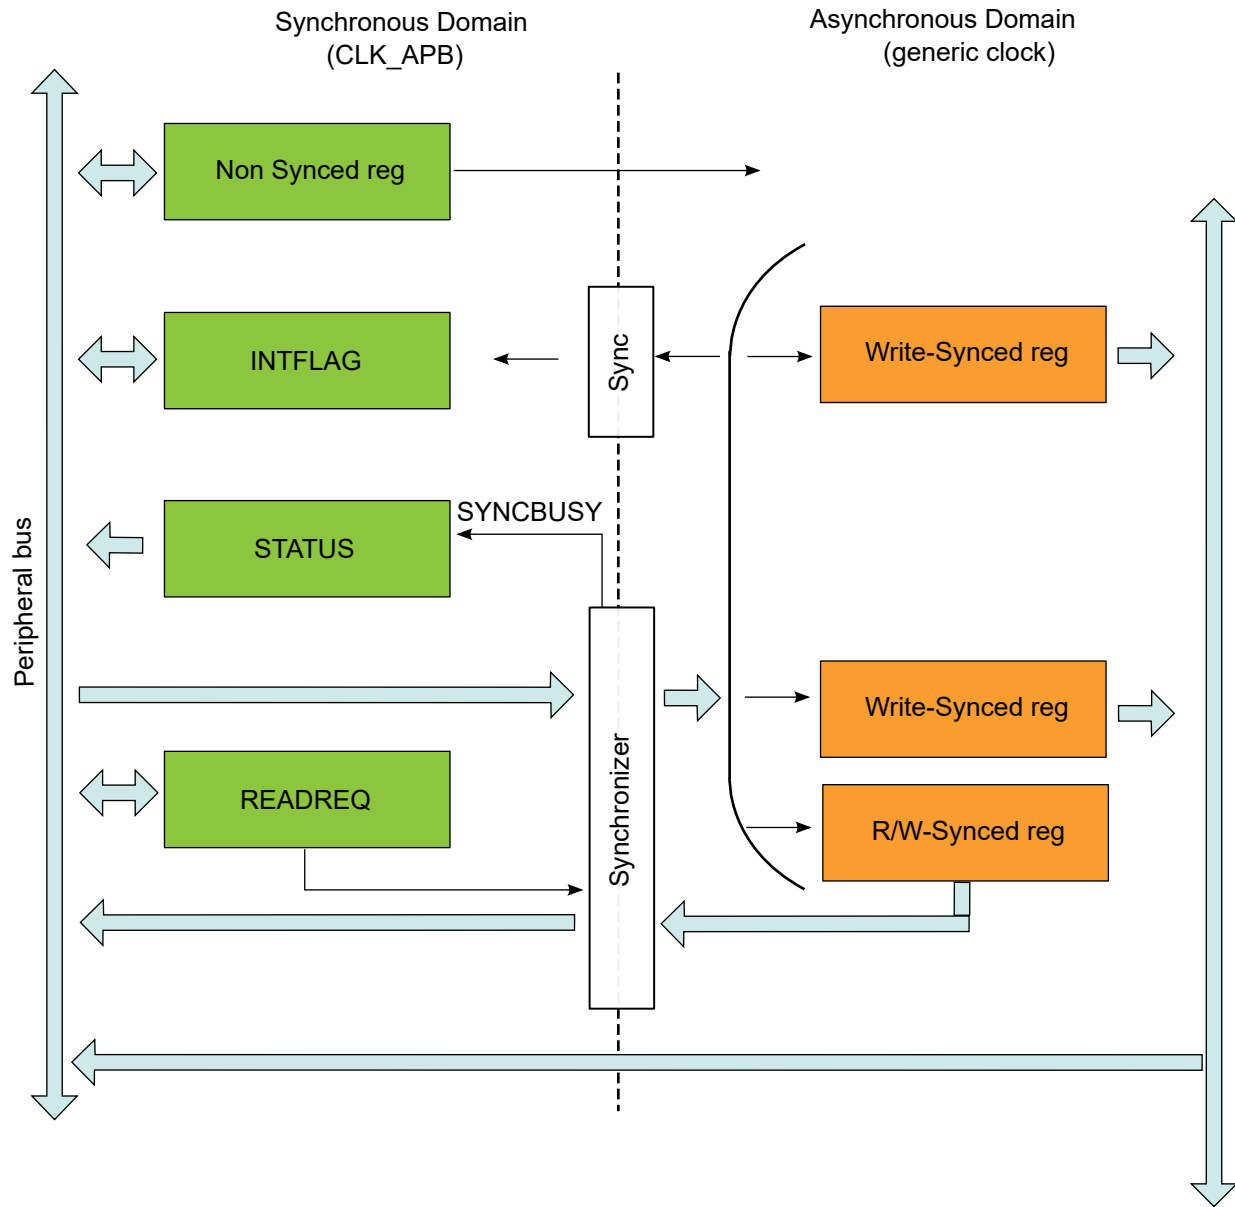 Synchronous Domain
(CLK_APB)
Asynchronous Domain
(generic clock)
Non Synced reg
INTFLAG
Sync
Write-Synced reg
SYNCBUSY
STATUS
Peripheral bus
Synchronizer
Write-Synced reg
READREQ
R/W-Synced reg